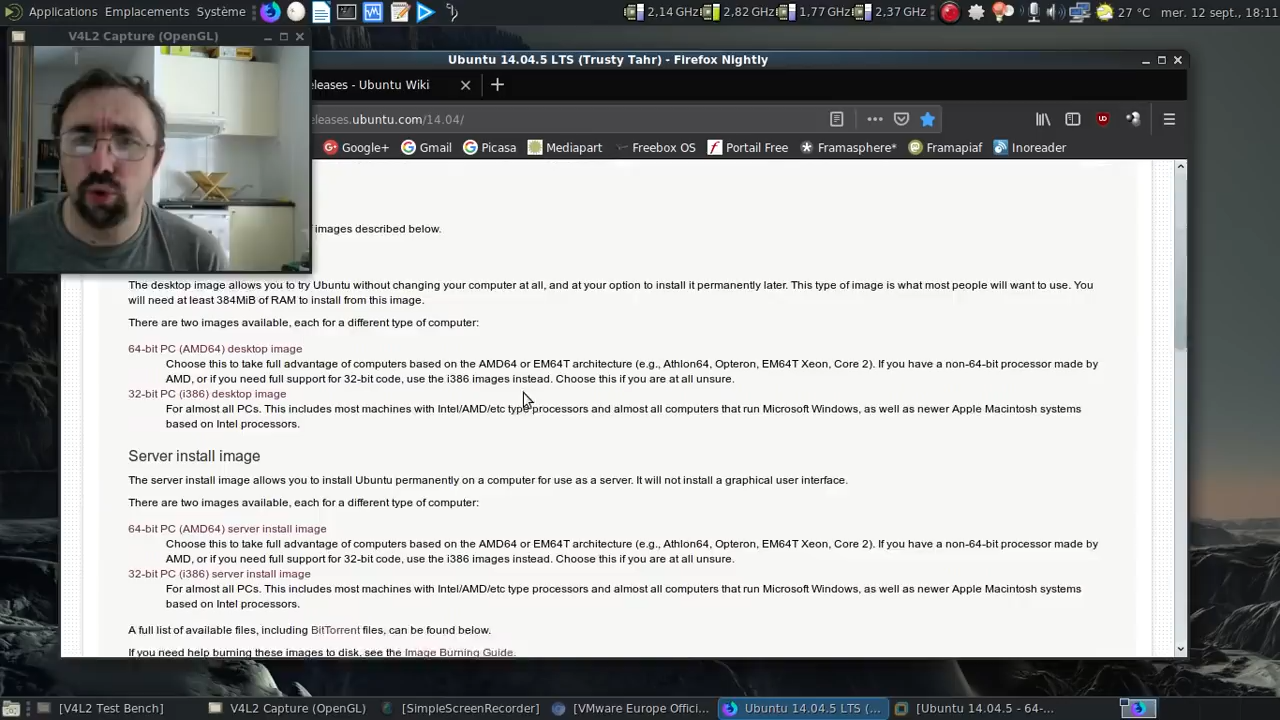 Applications Emplacements Système 2,14 GHz 2,82 GHz 1,77 GHz 2,37 GHz 27 °C mer. 12 sept., 18:11
V4L2 Capture (OpenGL)
Ubuntu 14.04.5 LTS (Trusty Tahr) - Firefox Nightly
eleases - Ubuntu Wiki
eleases.ubuntu.com/14.04/
Google+ Gmail Picasa Mediapart Freebox OS Portail Free Framasphere* Framapiaf Inoreader
images described below.
The desktop image allows you to try Ubuntu without changing your computer at all, and at your option to install it permanently later. This type of image is what most people will want to use. You
will need at least 384MiB of RAM to install from this image.
There are two images available, each for a different type of computer:
64-bit PC (AMD64) desktop image
Choose this to take full advantage of computers based on the AMD64 or EM64T architecture (e.g., Athlon64, Opteron, EM64T Xeon, Core 2). If you have a non-64-bit processor made by
AMD, or if you need full support for 32-bit code, use the i386 images instead. Choose this if you are at all unsure.
32-bit PC (i386) desktop image
For almost all PCs. This includes most machines with Intel/AMD/etc type processors and almost all computers that run Microsoft Windows, as well as newer Apple Macintosh systems
based on Intel processors.
Server install image
The server install image allows you to install Ubuntu permanently on a computer for use as a server. It will not install a graphical user interface.
There are two images available, each for a different type of computer:
64-bit PC (AMD64) server install image
Choose this to take full advantage of computers based on the AMD64 or EM64T architecture (e.g., Athlon64, Opteron, EM64T Xeon, Core 2). If you have a non-64-bit processor made by
AMD, or if you need full support for 32-bit code, use the i386 images instead. Choose this if you are at all unsure.
32-bit PC (i386) server install image
For almost all PCs. This includes most machines with Intel/AMD/etc type processors and almost all computers that run Microsoft Windows, as well as newer Apple Macintosh systems
based on Intel processors.
A full list of available files, including BitTorrent files, can be found below.
If you need help burning these images to disk, see the Image Burning Guide.
[V4L2 Test Bench] V4L2 Capture (OpenGL) [SimpleScreenRecorder] [VMware Europe Offici... Ubuntu 14.04.5 LTS (... [Ubuntu 14.04.5 - 64-...